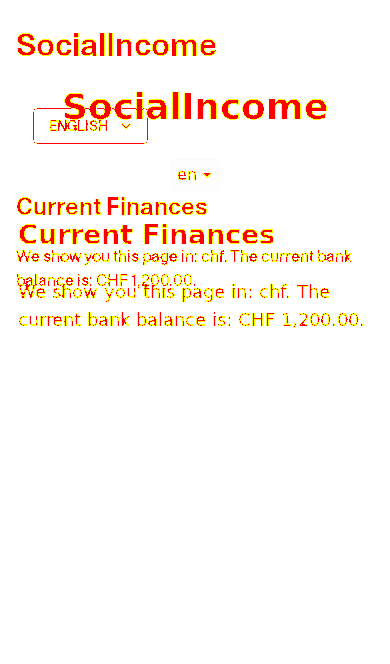 SocialIncome
SocialIncome
ENGLISH
en
Current Finances
Current Finances
We show you this page in: chf. The current bank
balance is: CHF 1,200.00.
We show you this page in: chf. The
current bank balance is: CHF 1,200.00.